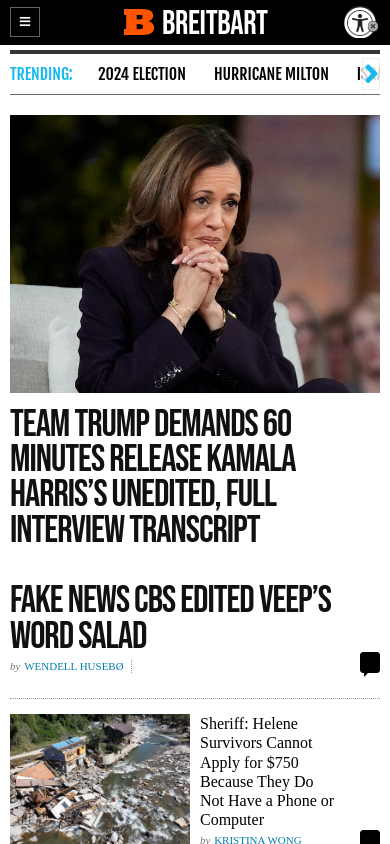 BREITBART
TRENDING: 2024 ELECTION HURRICANE MILTON
TEAM TRUMP DEMANDS 60
MINUTES RELEASE KAMALA
HARRIS'S UNEDITED, FULL
INTERVIEW TRANSCRIPT
FAKE NEWS CBS EDITED VEEP'S
WORD SALAD
by WENDELL HUSEBØ
Sherif: Helene
Survivors Cannot
Apply for $750
Because They Do
Not Have a Phone or
Computer
by KRISTINA WONG